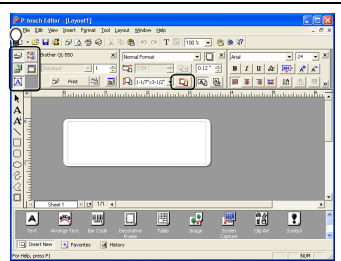 P-touch Editor - [Layout1]
File Edit View Insert Format Tool Layout Window Help
100 %
Brother QL-550 Normal Format Arial 24
Standard 1 0.12"
Print 1-1/7"x3-1/2" B I U
A
Sheet 1 1/1
Text Arrange Text Bar Code Decorative Frame Table Image Screen Capture Clip Art Symbol
Insert New Favorites History
For Help, press F1 NUM